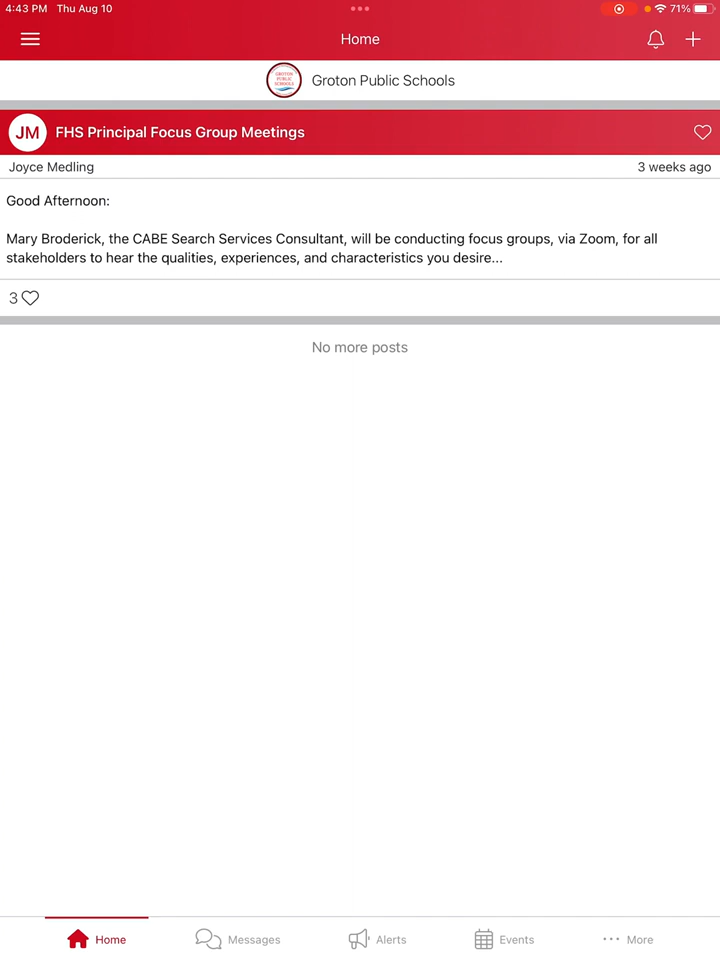 4:43 PM Thu Aug 10
71%
Home
GROTON
PUBLIC
SCHOOLS
Groton Public Schools
JM FHS Principal Focus Group Meetings
Joyce Medling 3 weeks ago
Good Afternoon:
Mary Broderick, the CABE Search Services Consultant, will be conducting focus groups, via Zoom, for all
stakeholders to hear the qualities, experiences, and characteristics you desire...
3
No more posts
Home Messages Alerts Events More